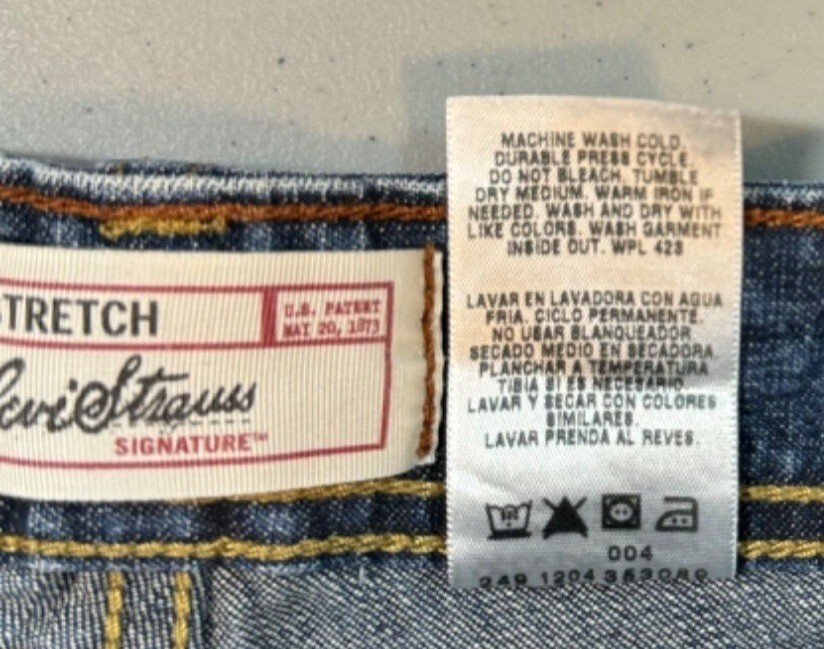 STRETCH
U.S. PATENT
MAY 20, 1873
Levi Strauss
SIGNATURE™
MACHINE WASH COLD.
DURABLE PRESS CYCLE.
DO NOT BLEACH. TUMBLE
DRY MEDIUM. WARM IRON IF
NEEDED. WASH AND DRY WITH
LIKE COLORS. WASH GARMENT
INSIDE OUT. WPL 423
LAVAR EN LAVADORA CON AGUA
FRIA. CICLO PERMANENTE.
NO USAR BLANQUEADOR
SECADO MEDIO EN SECADORA.
PLANCHAR A TEMPERATURA
TIBIA SI ES NECESARIO.
LAVAR Y SECAR CON COLORES
SIMILARES.
LAVAR PRENDA AL REVES.
004